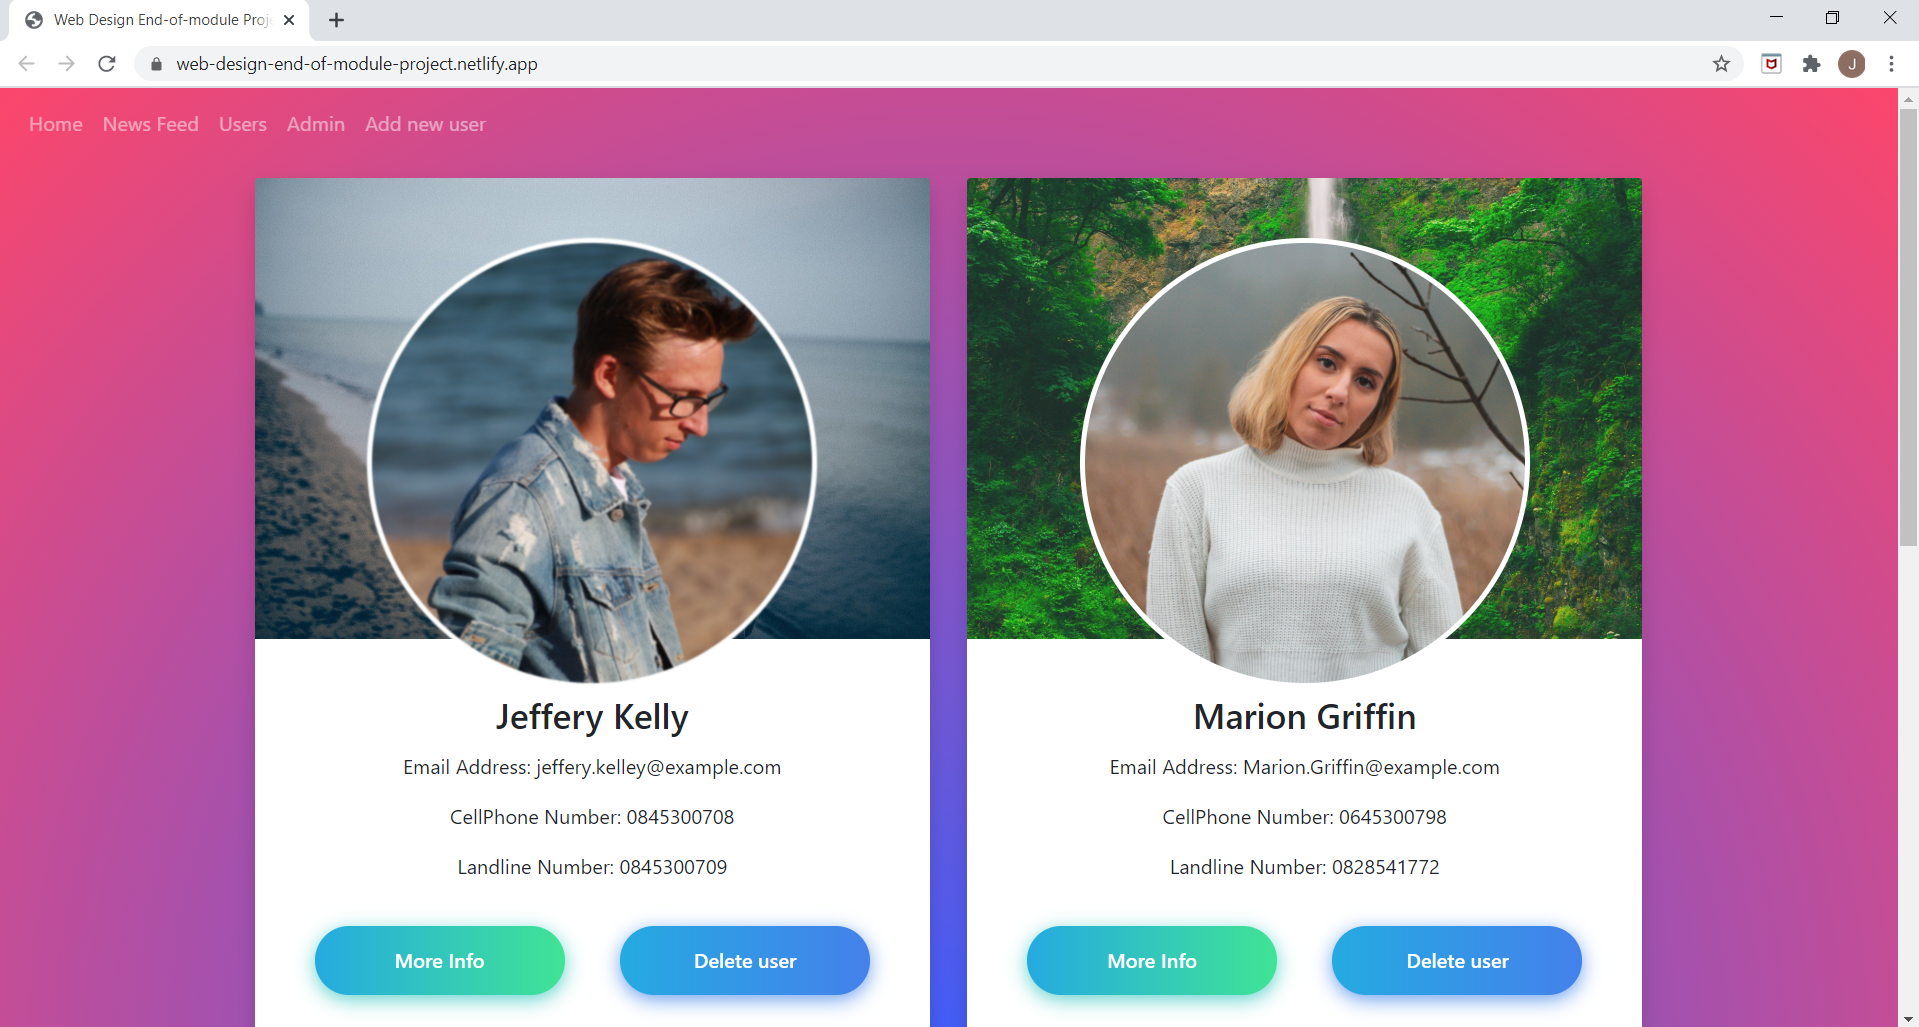 Web Design End-of-module Proj
web-design-end-of-module-project.netlify.app
J
Home News Feed Users Admin Add new user
Jeffery Kelly
Email Address: jeffery.kelley@example.com
CellPhone Number: 0845300708
Landline Number: 0845300709
More Info Delete user
Marion Griffin
Email Address: Marion.Griffin@example.com
CellPhone Number: 0645300798
Landline Number: 0828541772
More Info Delete user